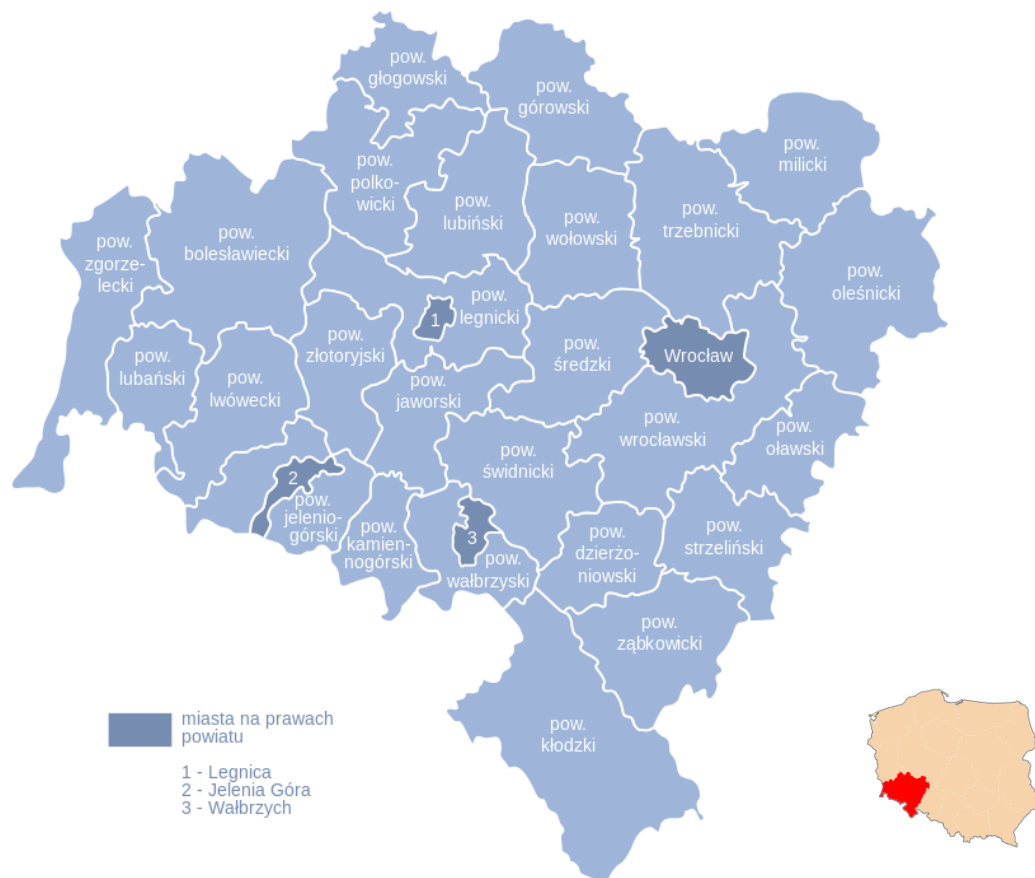 pow.
głogowski
pow.
górowski
pow.
milicki
pow.
polko-
wicki
pow.
lubiński
pow.
wołowski
pow.
trzebnicki
pow.
zgorze-
lecki
pow.
bolesławiecki
pow.
oleśnicki
pow.
legnicki
1
pow.
złotoryjski
pow.
średzki
Wrocław
pow.
lubański
pow.
lwówecki
pow.
jaworski
pow.
wrocławski
pow.
oławski
pow.
świdnicki
2
pow.
jelenio-
górski
pow.
kamien-
nogórski
3
pow.
wałbrzyski
pow.
dzierżo-
niowski
pow.
strzeliński
pow.
ząbkowicki
pow.
kłodzki
miasta na prawach
powiatu
1 - Legnica
2 - Jelenia Góra
3 - Wałbrzych